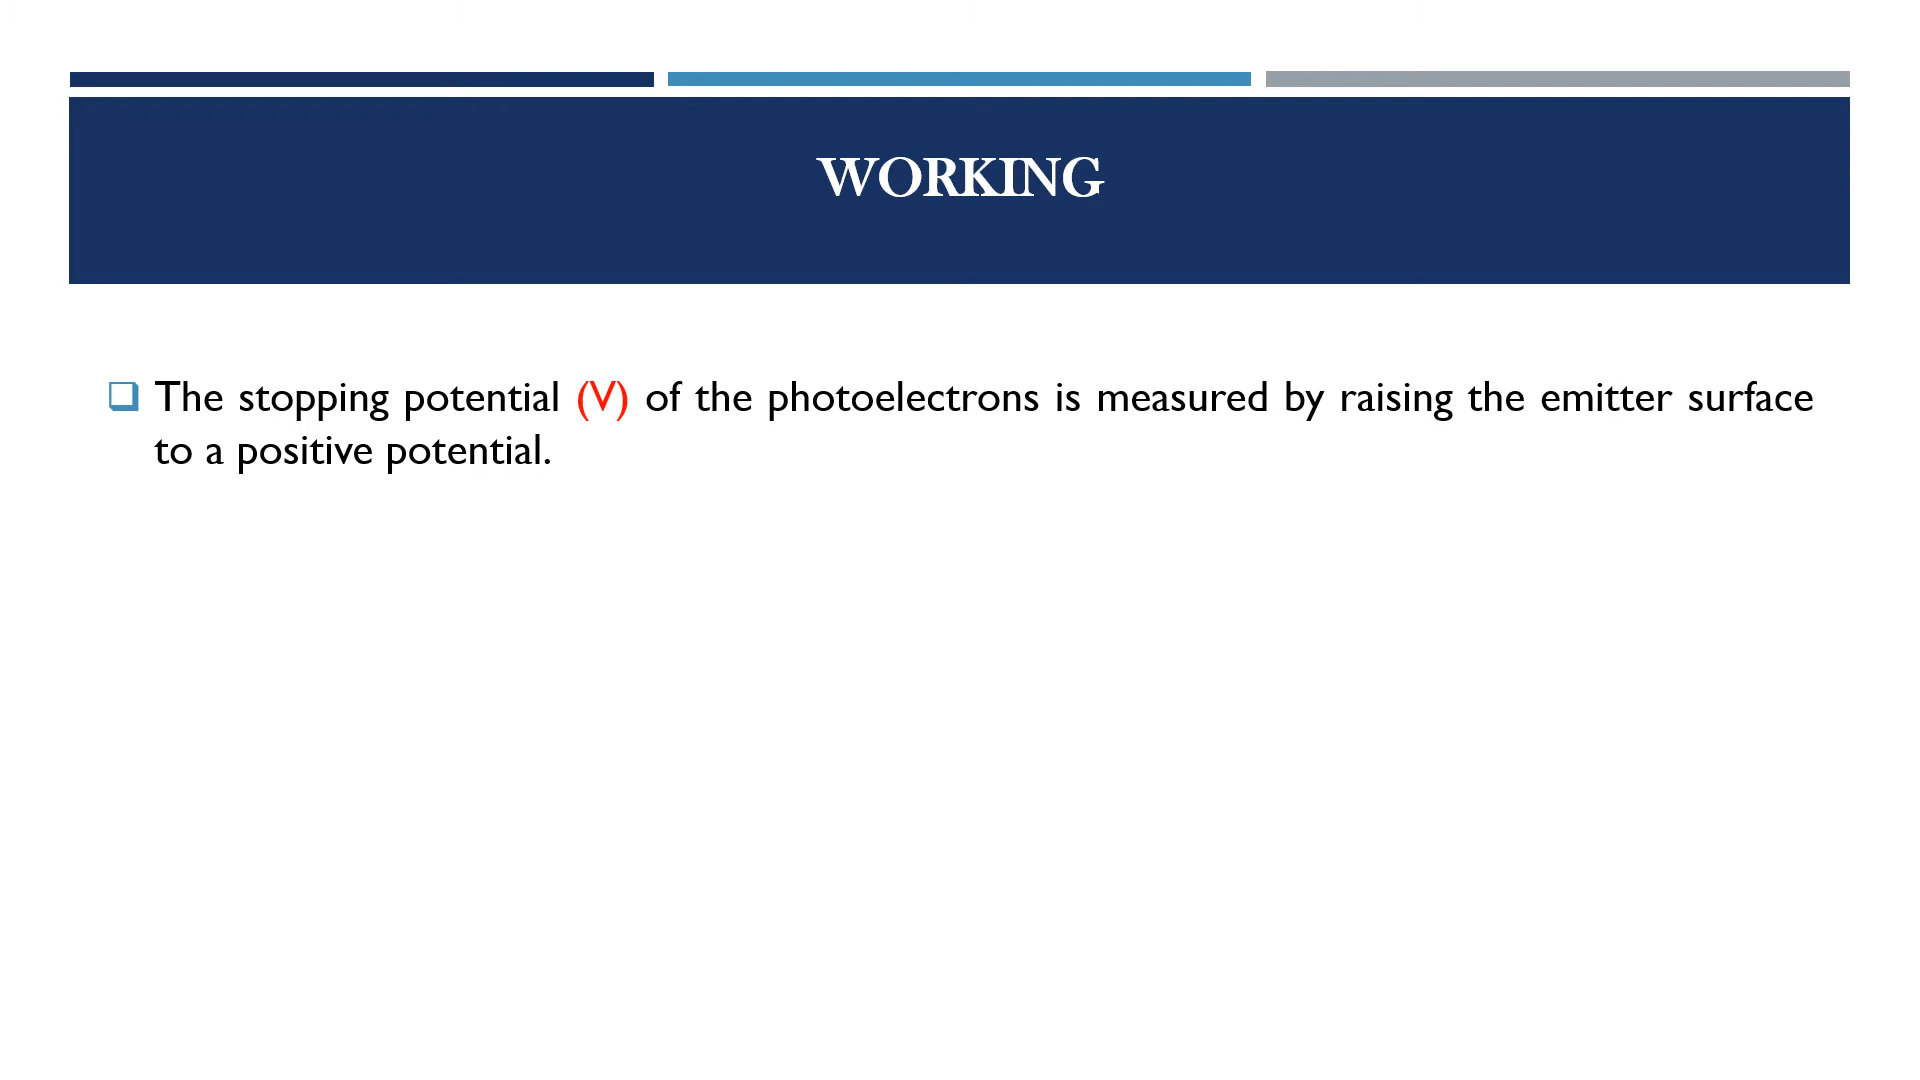 WORKING
The stopping potential (V) of the photoelectrons is measured by raising the emitter surface
to a positive potential.